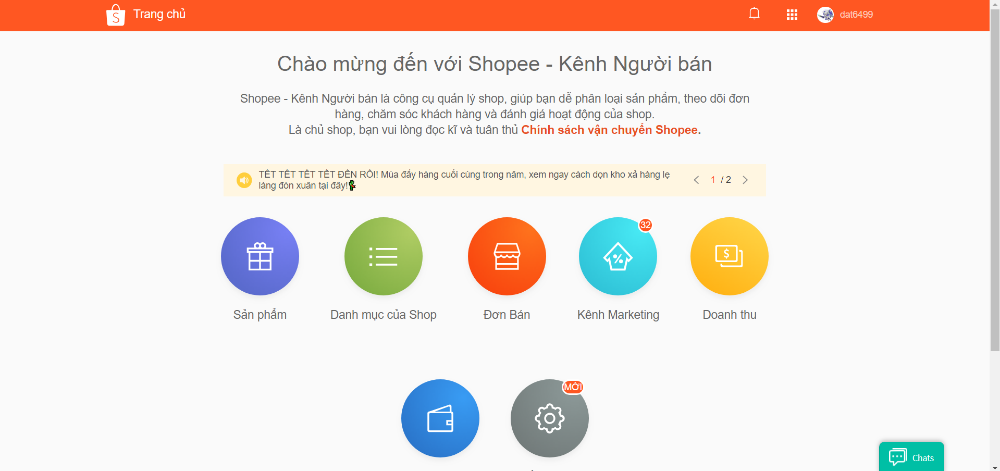 S Trang chủ
dat6499
Chào mừng đến với Shopee - Kênh Người bán
Shopee - Kênh Người bán là công cụ quản lý shop, giúp bạn dễ phân loại sản phẩm, theo dõi đơn
hàng, chăm sóc khách hàng và đánh giá hoạt động của shop.
Là chủ shop, bạn vui lòng đọc kĩ và tuân thủ Chính sách vận chuyển Shopee.
TẾT TẾT TẾT TẾT ĐẾN RỒI! Mùa đấy hàng cuối cùng trong năm, xem ngay cách dọn kho xả hàng lẹ
làng đón xuân tại đây!
1 / 2
32
Sản phẩm
Danh mục của Shop
Đơn Bán
Kênh Marketing
Doanh thu
MỚI
Chats